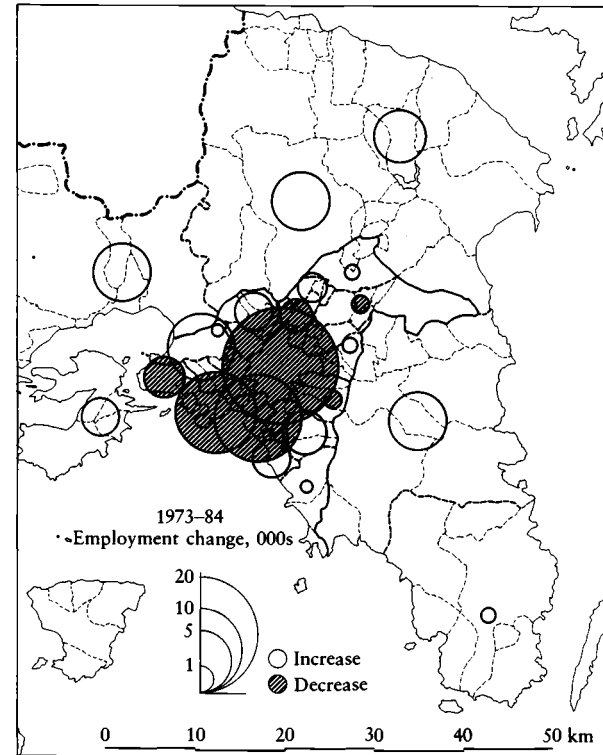 1973–84
Employment change, 000s
20
10
5
1
Increase
Decrease
0 10 20 30 40 50 km